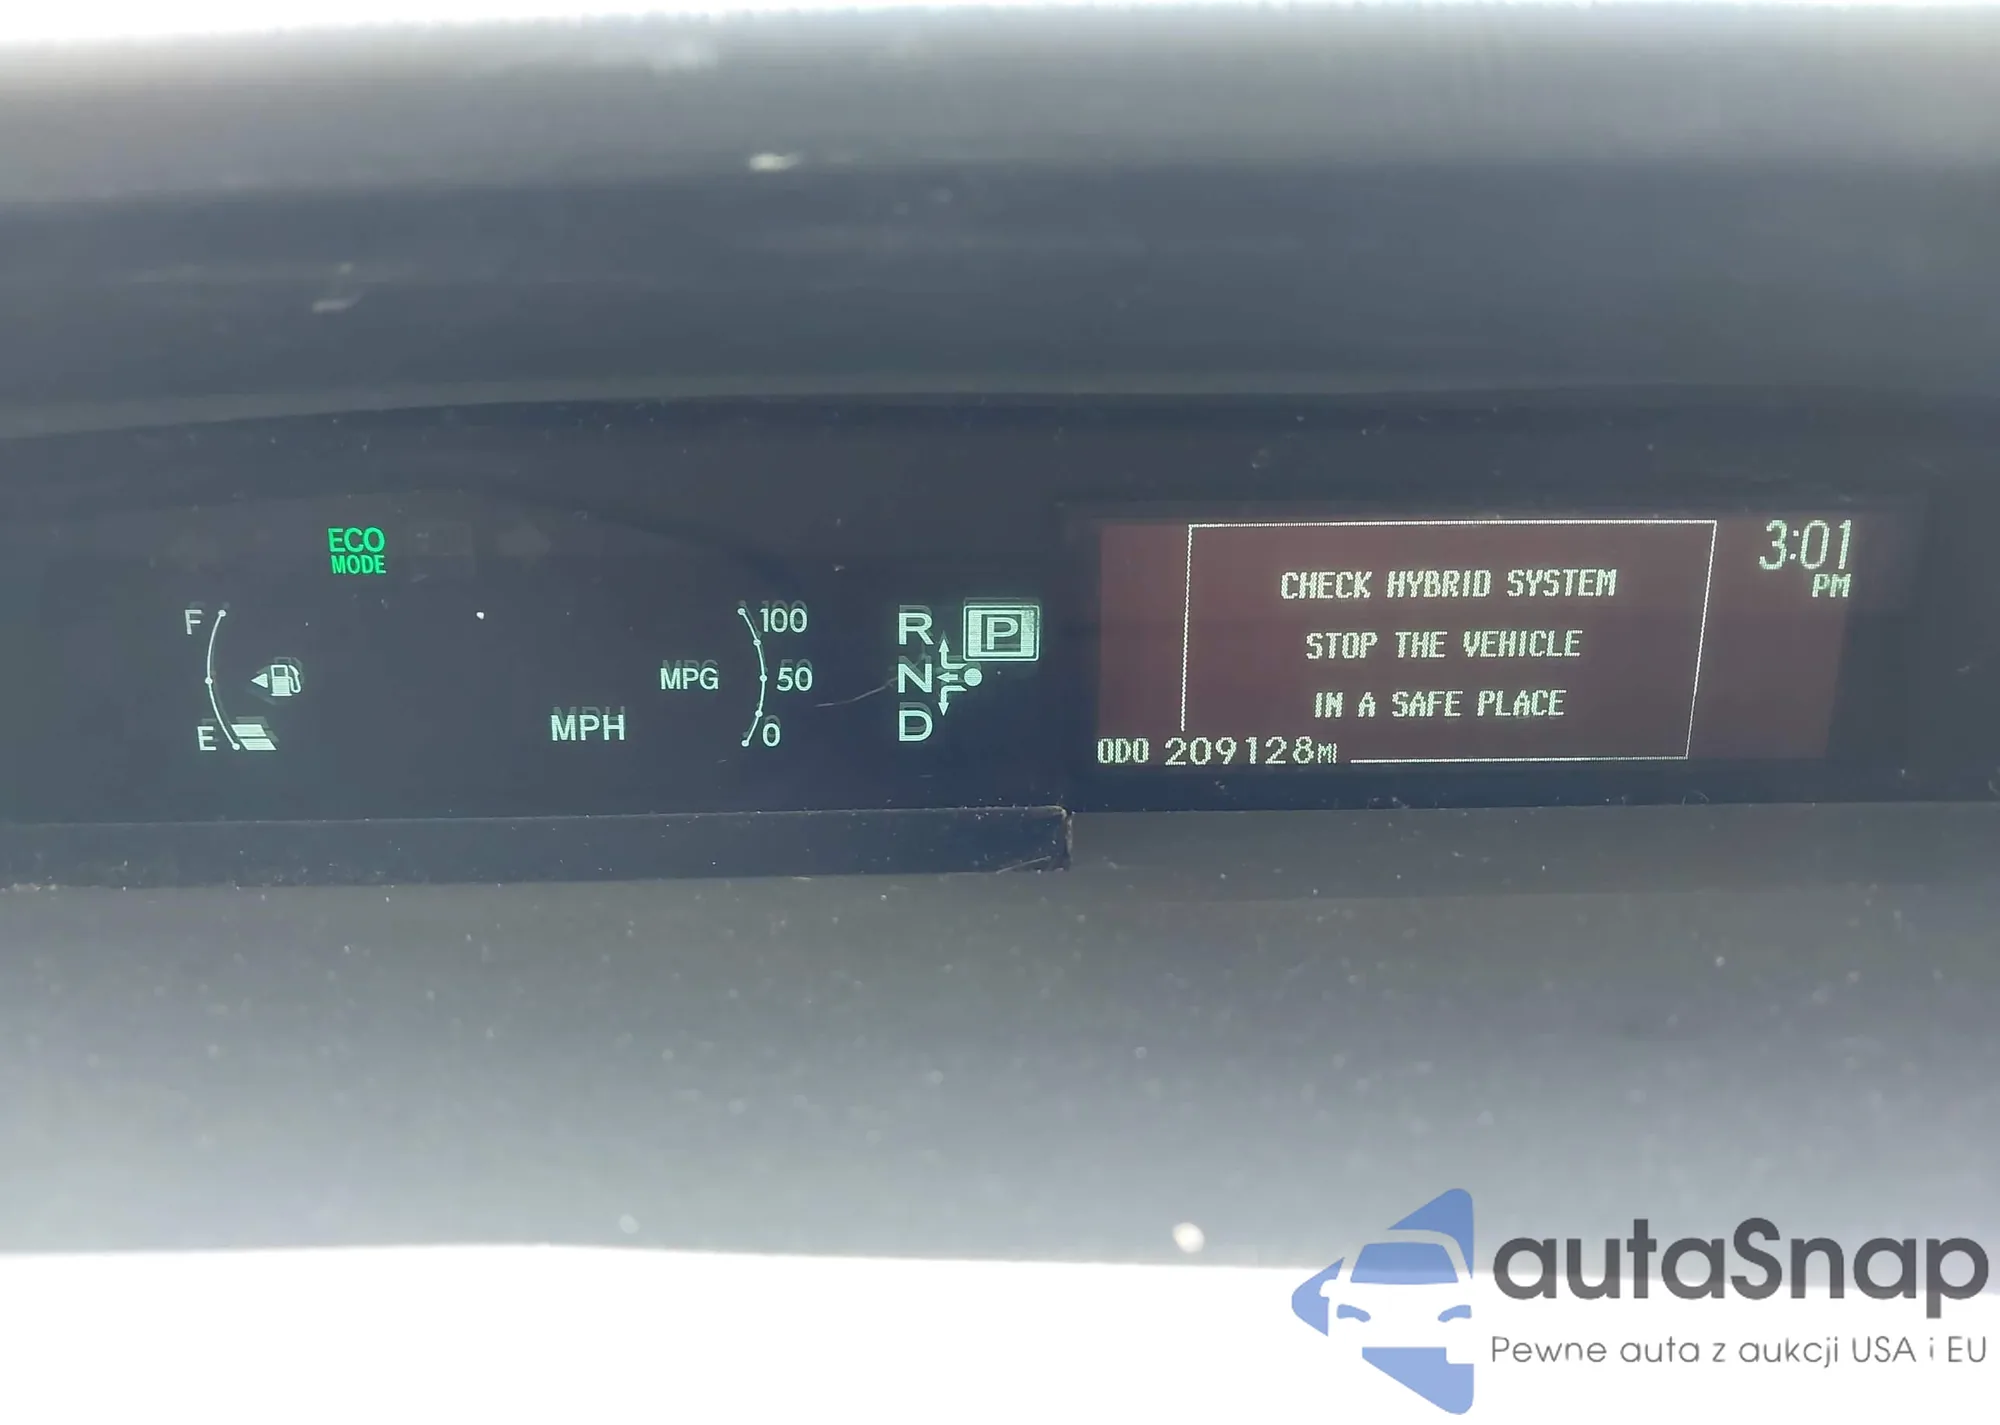 ECO
MODE
F
E
MPH
MPG
100
50
0
R
N
D
P
CHECK HYBRID SYSTEM
STOP THE VEHICLE
IN A SAFE PLACE
3:01
PM
ODO 209128MI
autaSnap
Pewne auta z aukcji USA i EU